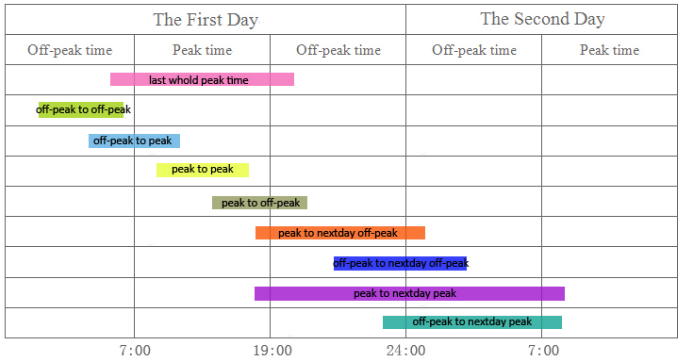 The First Day The Second Day
Off-peak time Peak time Off-peak time Off-peak time Peak time
last whold peak time
off-peak to off-peak
off-peak to peak
peak to peak
peak to off-peak
peak to nextday off-peak
off-peak to nextday off-peak
peak to nextday peak
off-peak to nextday peak
7:00 19:00 24:00 7:00